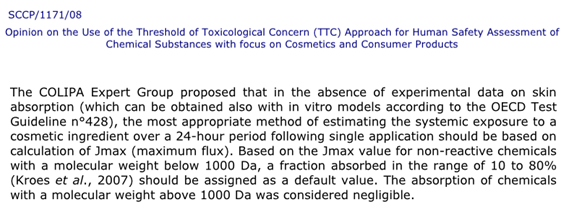 SCCP/1171/08
Opinion on the Use of the Threshold of Toxicological Concern (TTC) Approach for Human Safety Assessment of
Chemical Substances with focus on Cosmetics and Consumer Products
The COLIPA Expert Group proposed that in the absence of experimental data on skin
absorption (which can be obtained also with in vitro models according to the OECD Test
Guideline n°428), the most appropriate method of estimating the systemic exposure to a
cosmetic ingredient over a 24-hour period following single application should be based on
calculation of Jmax (maximum flux). Based on the Jmax value for non-reactive chemicals
with a molecular weight below 1000 Da, a fraction absorbed in the range of 10 to 80%
(Kroes et al., 2007) should be assigned as a default value. The absorption of chemicals
with a molecular weight above 1000 Da was considered negligible.